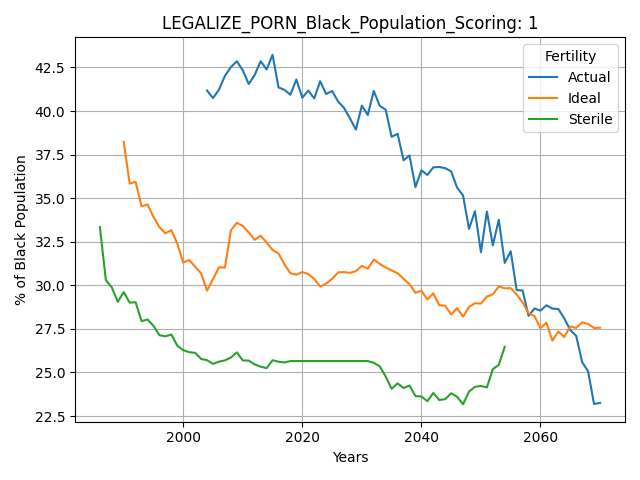 LEGALIZE_PORN_Black_Population_Scoring: 1
% of Black Population
42.5
40.0
37.5
35.0
32.5
30.0
27.5
25.0
22.5
Fertility
Actual
Ideal
Sterile
2000
2020
2040
2060
Years